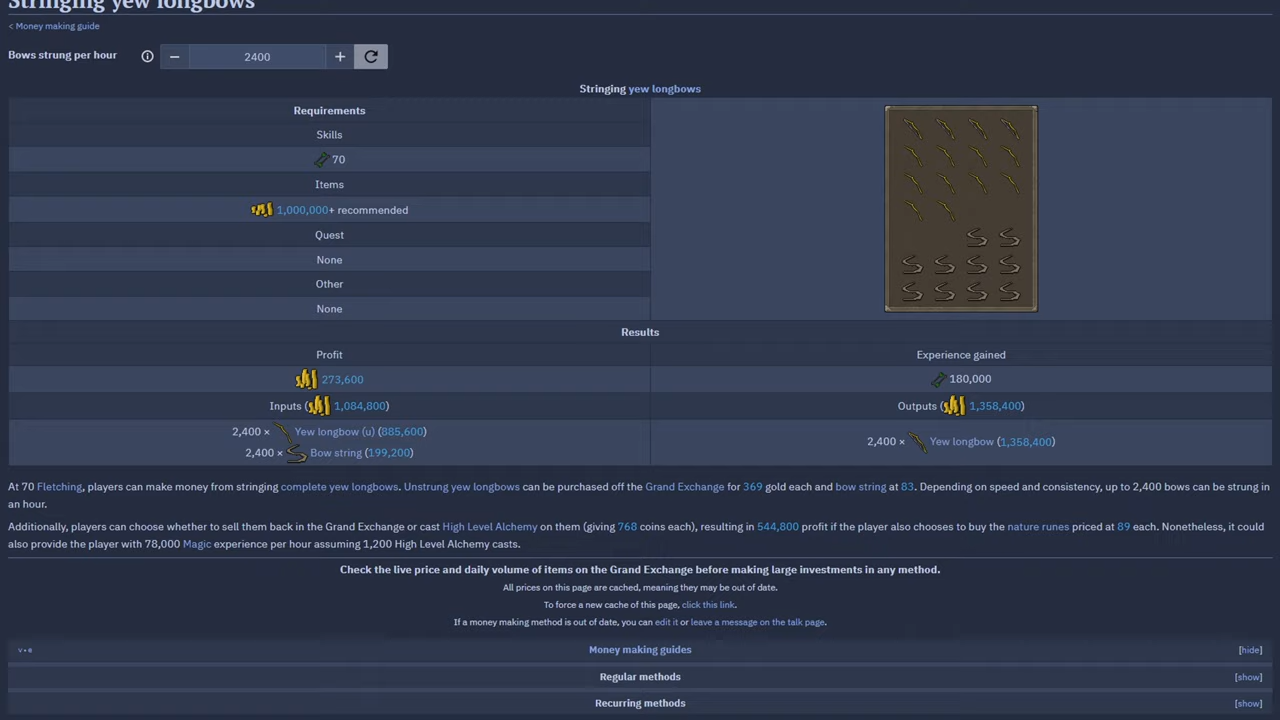 Stringing yew longbows
< Money making guide
Bows strung per hour
2400
Stringing yew longbows
Requirements
Skills
70
Items
1,000,000+ recommended
Quest
None
Other
None
Results
Profit
Experience gained
273,600
180,000
Inputs (1,084,800)
Outputs (1,358,400)
2,400 × Yew longbow (u) (885,600)
2,400 × Bow string (199,200)
2,400 × Yew longbow (1,358,400)
At 70 Fletching, players can make money from stringing complete yew longbows. Unstrung yew longbows can be purchased off the Grand Exchange for 369 gold each and bow string at 83. Depending on speed and consistency, up to 2,400 bows can be strung in
an hour.
Additionally, players can choose whether to sell them back in the Grand Exchange or cast High Level Alchemy on them (giving 768 coins each), resulting in 544,800 profit if the player also chooses to buy the nature runes priced at 89 each. Nonetheless, it could
also provide the player with 78,000 Magic experience per hour assuming 1,200 High Level Alchemy casts.
Check the live price and daily volume of items on the Grand Exchange before making large investments in any method.
All prices on this page are cached, meaning they may be out of date.
To force a new cache of this page, click this link.
If a money making method is out of date, you can edit it or leave a message on the talk page.
v • e
Money making guides
[hide]
Regular methods
[show]
Recurring methods
[show]